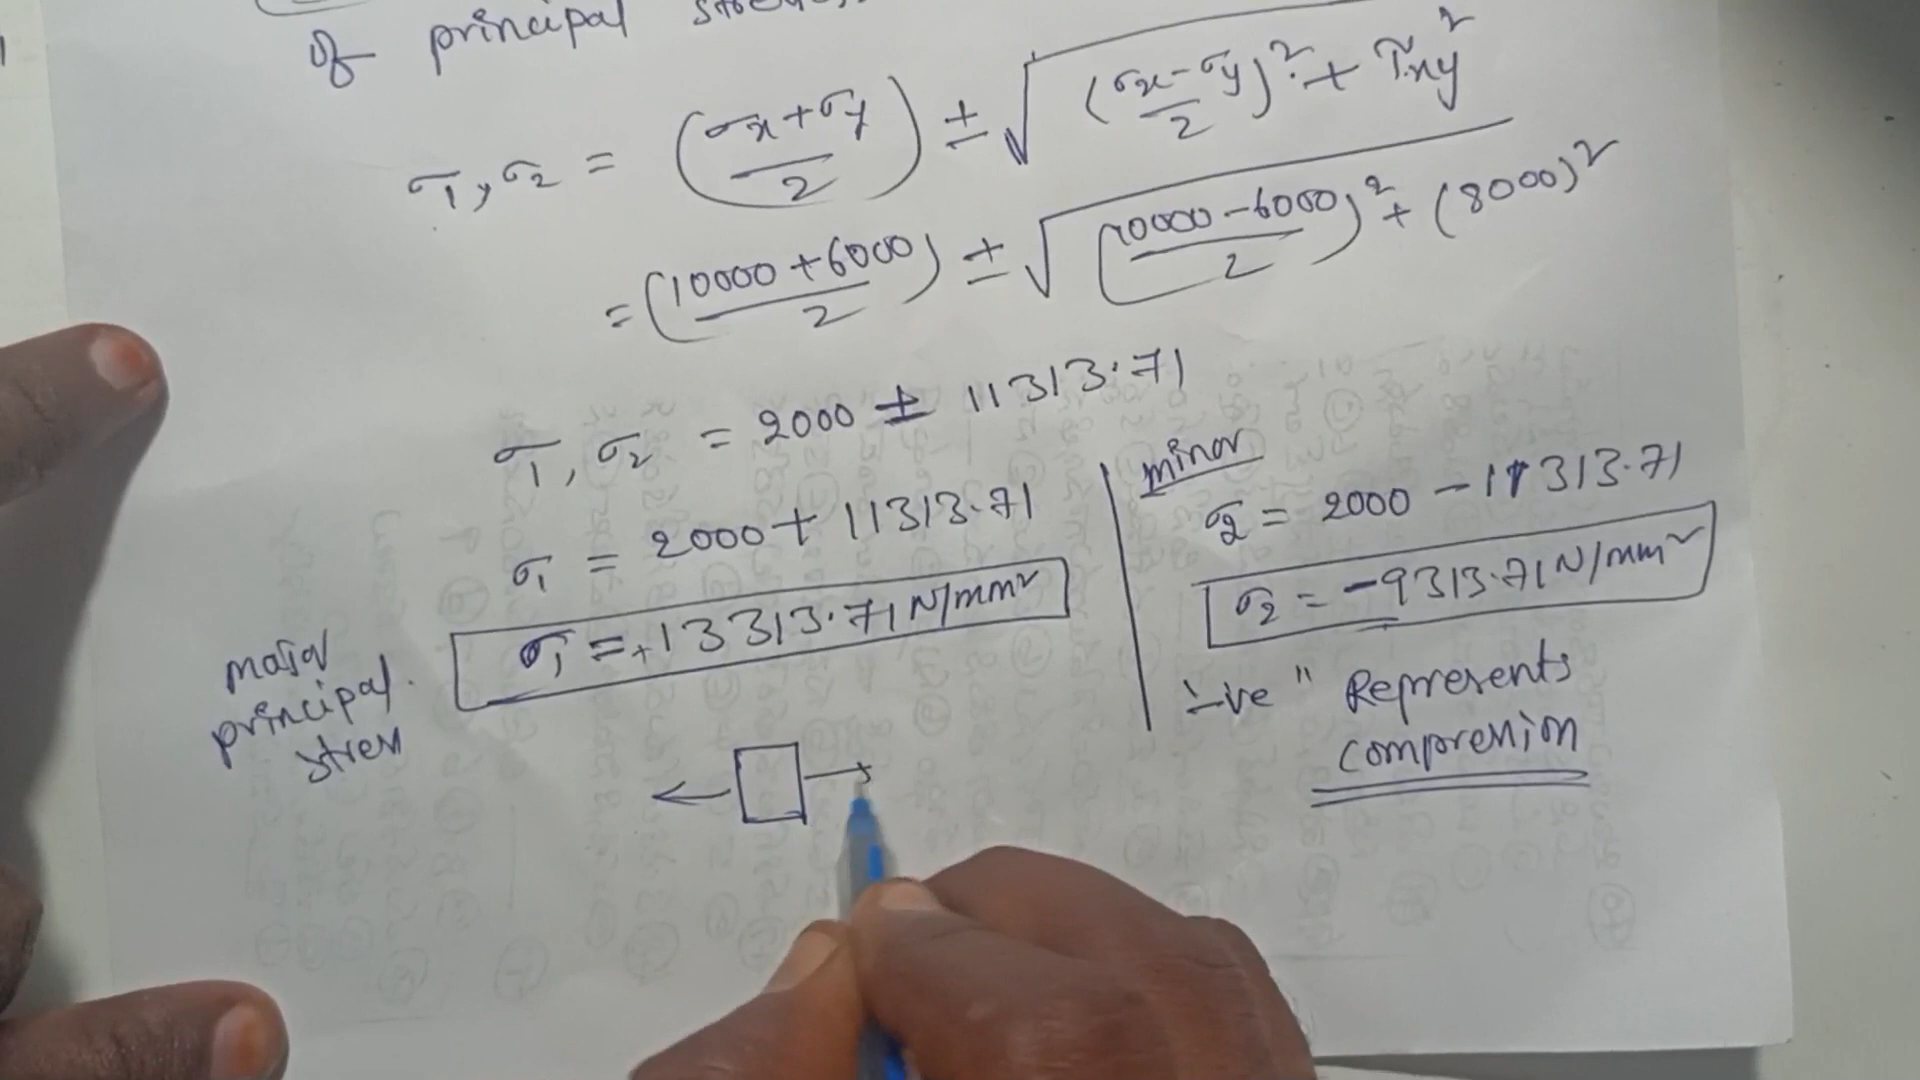 of principal stresses
σ1, σ2 = (σx+σy/2) ± √(σx-σy/2)² + τxy²
= (10000+6000/2) ± √(10000-6000/2)² + (8000)²
σ1, σ2 = 2000 ± 11313.71
σ1 = 2000 + 11313.71
σ1 = +13313.71 N/mm²
major
principal
stress
minor
σ2 = 2000 - 11313.71
σ2 = -9313.71 N/mm²
"-ve" Represents
compression